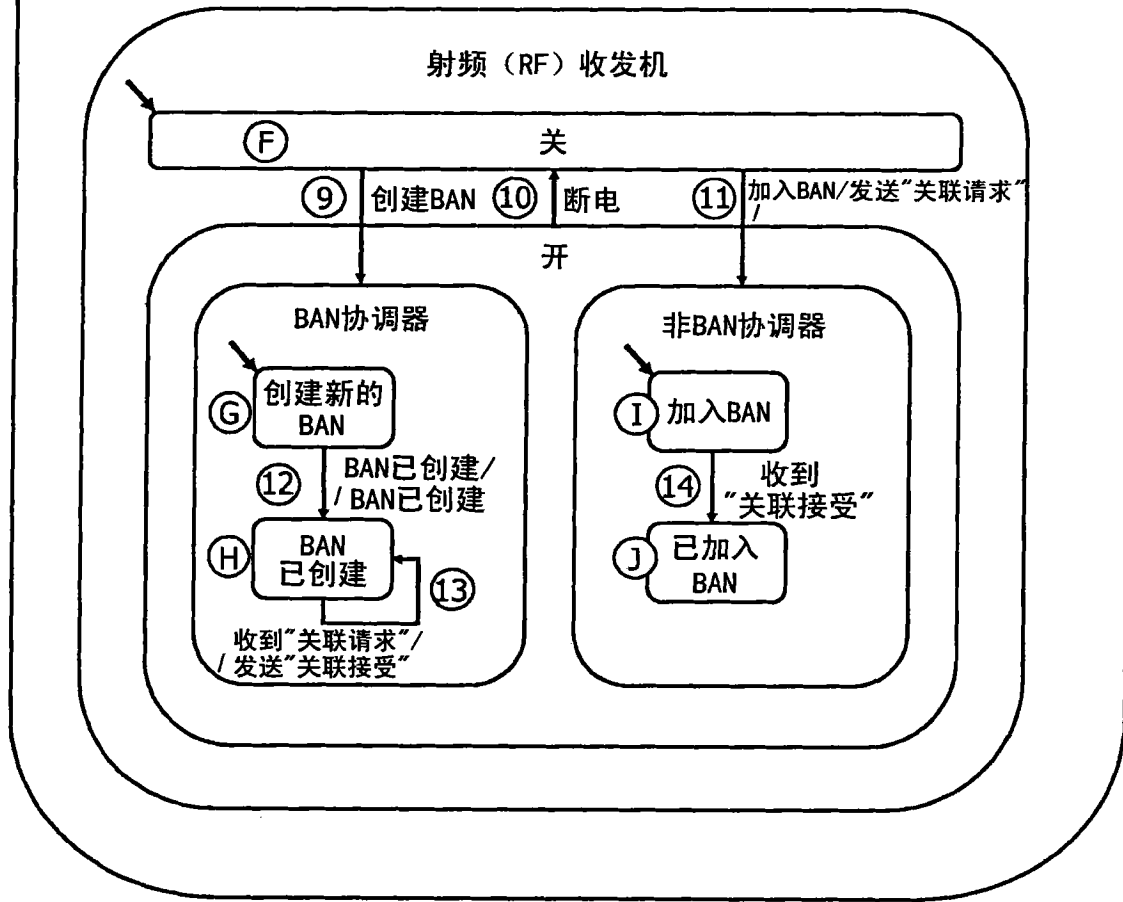 射频（RF）收发机
F
关
9
创建BAN
10
断电
11
加入BAN/发送"关联请求"
/
开
BAN协调器
非BAN协调器
G
创建新的
BAN
I
加入BAN
12
BAN已创建/
/BAN已创建
14
收到
"关联接受"
H
BAN
已创建
13
J
已加入
BAN
收到"关联请求"/
/发送"关联接受"